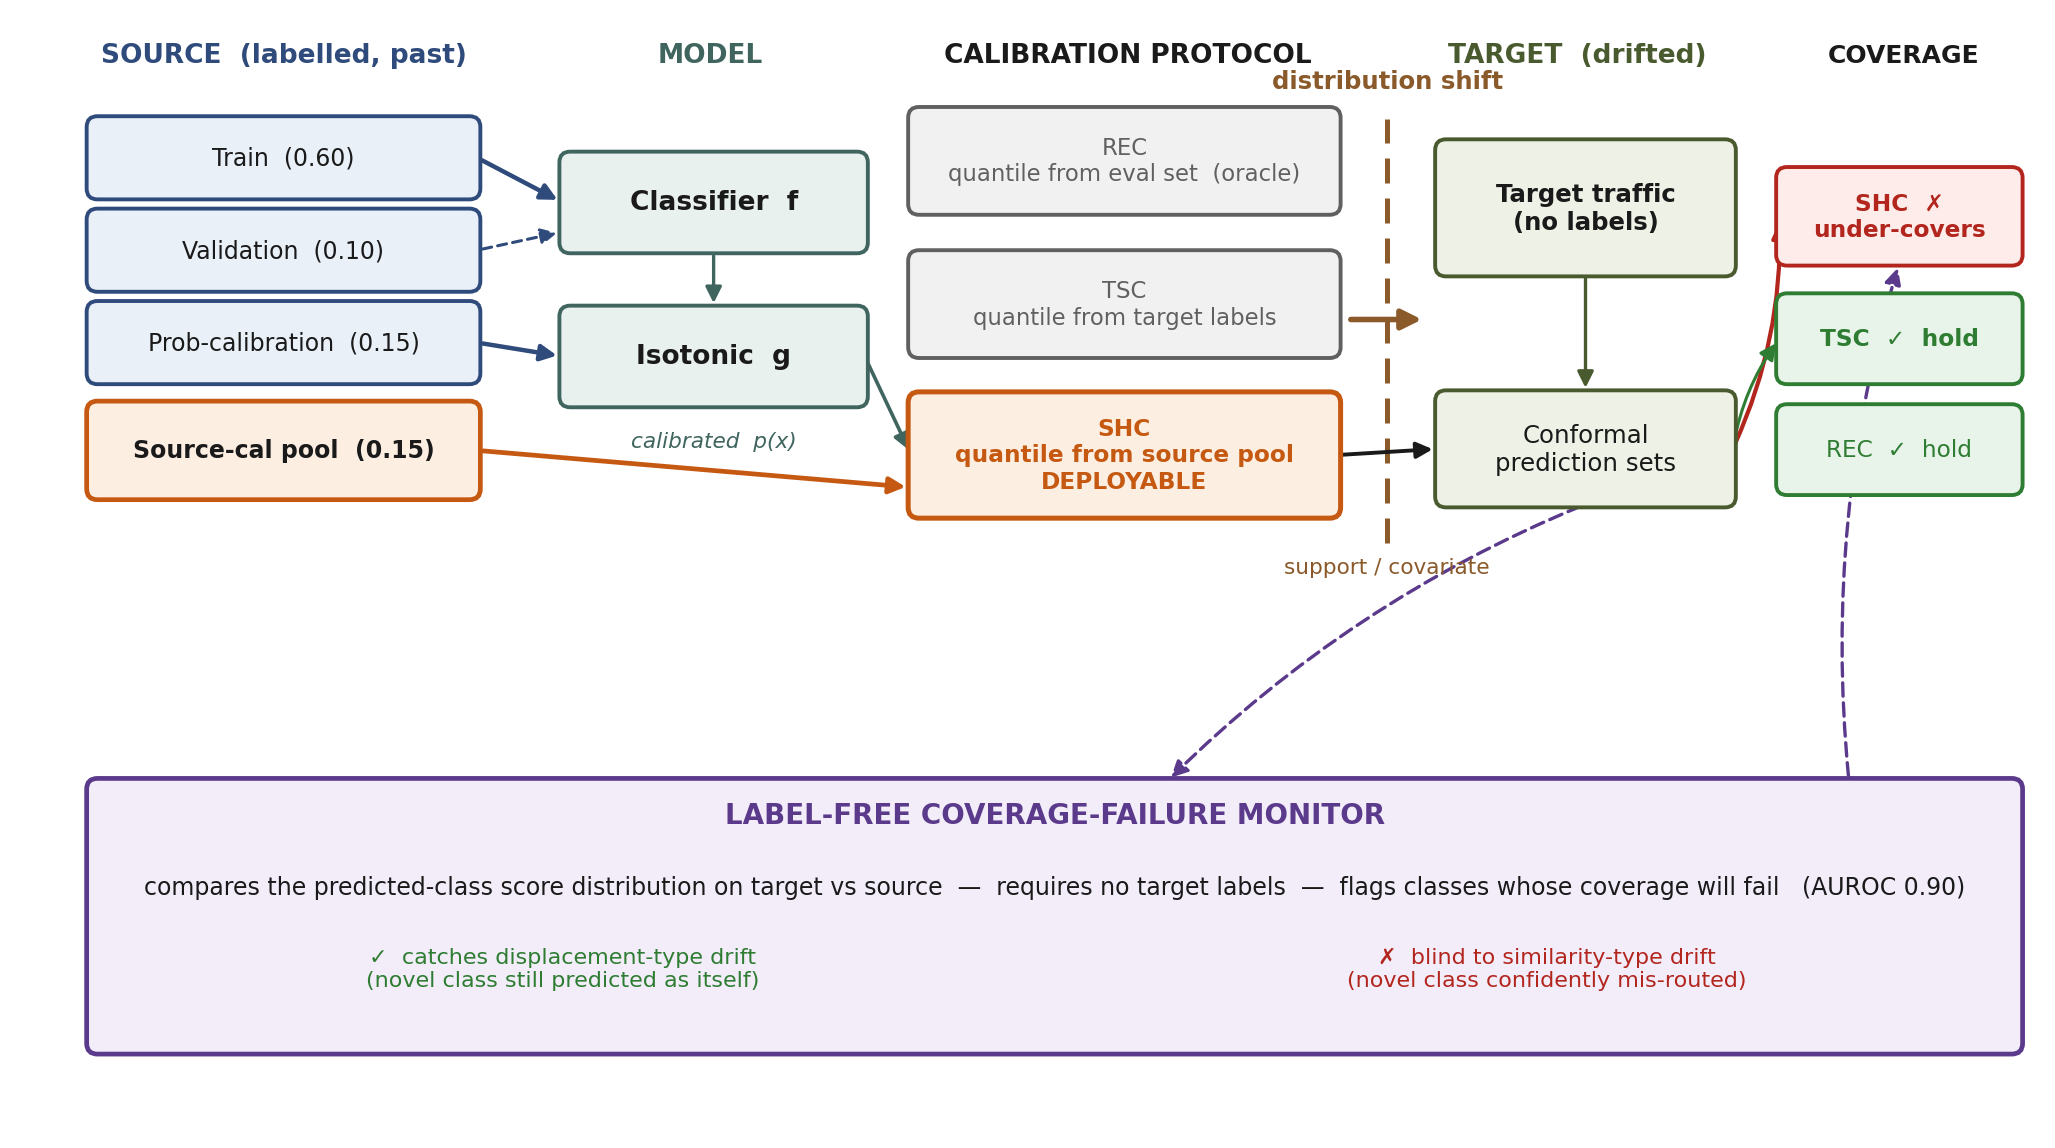 SOURCE (labelled, past)
MODEL
CALIBRATION PROTOCOL
distribution shift
TARGET (drifted)
COVERAGE
Train (0.60)
Validation (0.10)
Prob-calibration (0.15)
Source-cal pool (0.15)
Classifier f
Isotonic g
calibrated p(x)
REC
quantile from eval set (oracle)
TSC
quantile from target labels
SHC
quantile from source pool
DEPLOYABLE
support / covariate
Target traffic
(no labels)
Conformal
prediction sets
SHC ✗
under-covers
TSC ✓ hold
REC ✓ hold
LABEL-FREE COVERAGE-FAILURE MONITOR
compares the predicted-class score distribution on target vs source — requires no target labels — flags classes whose coverage will fail (AUROC 0.90)
✓ catches displacement-type drift
(novel class still predicted as itself)
✗ blind to similarity-type drift
(novel class confidently mis-routed)